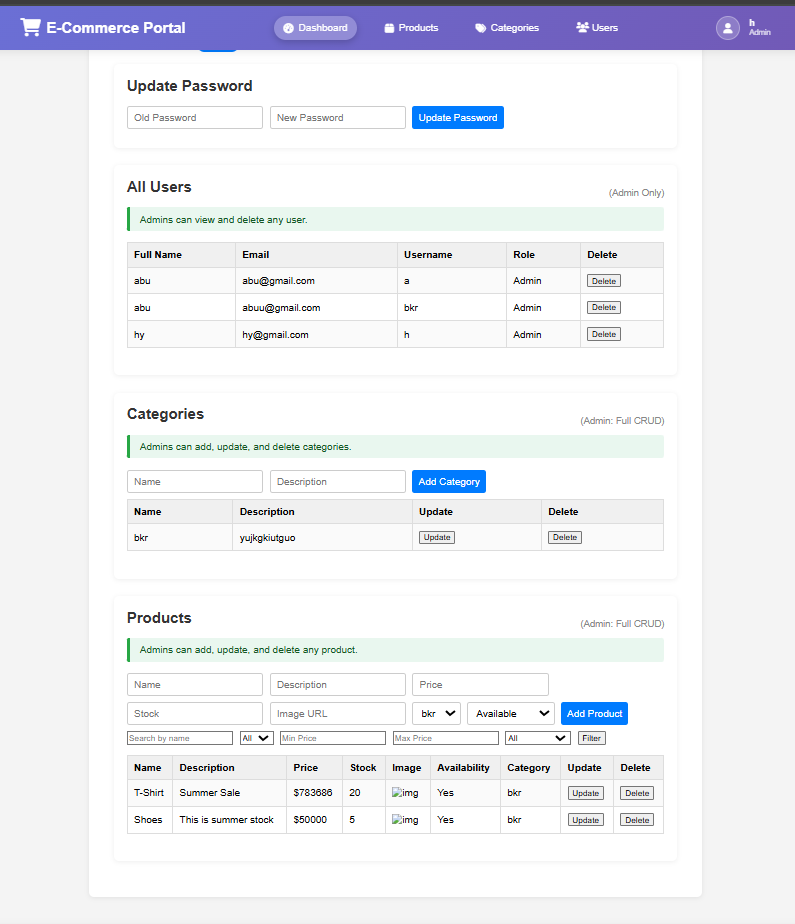 E-Commerce Portal Dashboard Products Categories Users h
Admin
Update Password
Old Password New Password Update Password
All Users (Admin Only)
Admins can view and delete any user.
Full Name Email Username Role Delete
abu abu@gmail.com a Admin Delete
abu abuu@gmail.com bkr Admin Delete
hy hy@gmail.com h Admin Delete
Categories (Admin: Full CRUD)
Admins can add, update, and delete categories.
Name Description Add Category
Name Description Update Delete
bkr yujkgkiutguo Update Delete
Products (Admin: Full CRUD)
Admins can add, update, and delete any product.
Name Description Price
Stock Image URL bkr Available Add Product
Search by name All Min Price Max Price All Filter
Name Description Price Stock Image Availability Category Update Delete
T-Shirt Summer Sale $783686 20 img Yes bkr Update Delete
Shoes This is summer stock $50000 5 img Yes bkr Update Delete